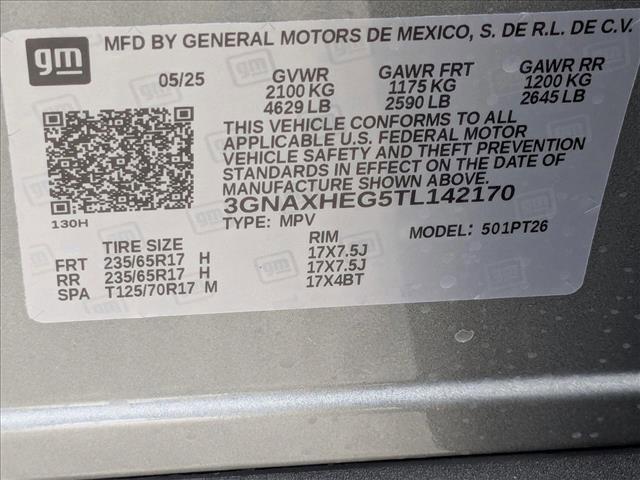 gm
MFD BY GENERAL MOTORS DE MEXICO, S. DE R.L. DE C.V.
05/25
GVWR
2100 KG
4629 LB
GAWR FRT
1175 KG
2590 LB
GAWR RR
1200 KG
2645 LB
THIS VEHICLE CONFORMS TO ALL
APPLICABLE U.S. FEDERAL MOTOR
VEHICLE SAFETY AND THEFT PREVENTION
STANDARDS IN EFFECT ON THE DATE OF
MANUFACTURE SHOWN ABOVE.
3GNAXHEG5TL142170
130H
TYPE: MPV
MODEL: 501PT26
TIRE SIZE
RIM
FRT 235/65R17 H 17X7.5J
RR 235/65R17 H 17X7.5J
SPA T125/70R17 M 17X4BT